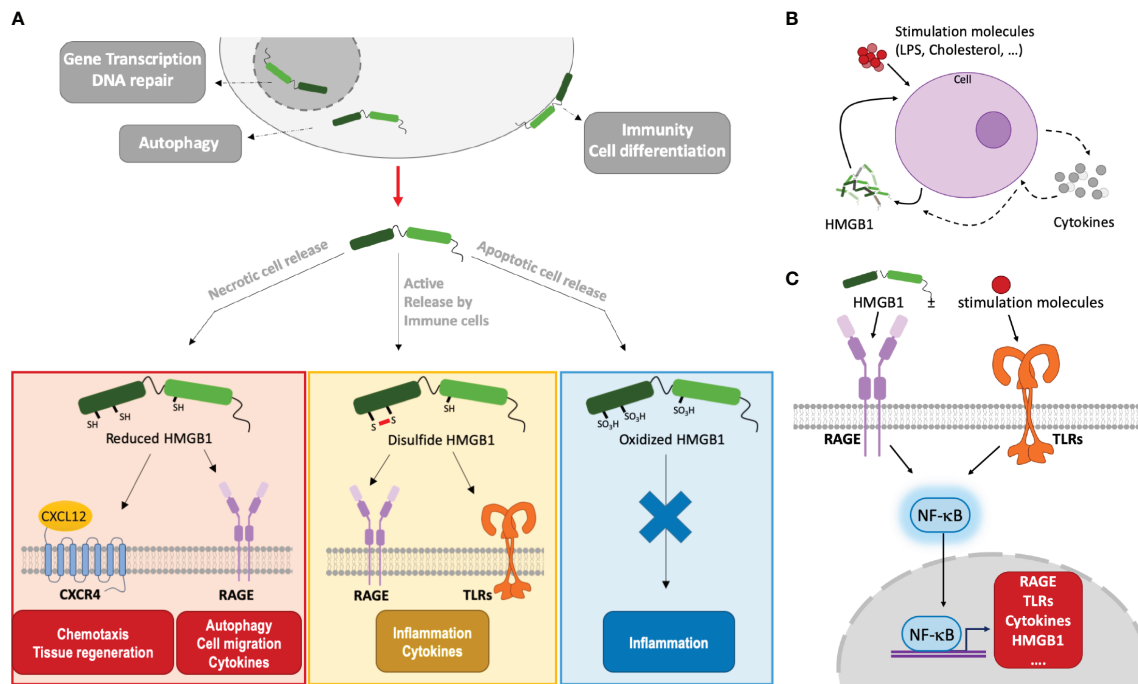 A
Gene Transcription
DNA repair
Autophagy
Immunity
Cell differentiation
Necrotic cell release
Active
Release by
Immune cells
Apoptotic cell release
SH
SH
SH
Reduced HMGB1
CXCL12
CXCR4
RAGE
Chemotaxis
Tissue regeneration
Autophagy
Cell migration
Cytokines
S
S
SH
Disulfide HMGB1
RAGE
TLRs
Inflammation
Cytokines
SO₃H
SO₃H
SO₃H
Oxidized HMGB1
Inflammation
B
Stimulation molecules
(LPS, Cholesterol, ...)
Cell
HMGB1
Cytokines
C
HMGB1
±
stimulation molecules
RAGE
TLRs
NF-κB
NF-κB
RAGE
TLRs
Cytokines
HMGB1
....